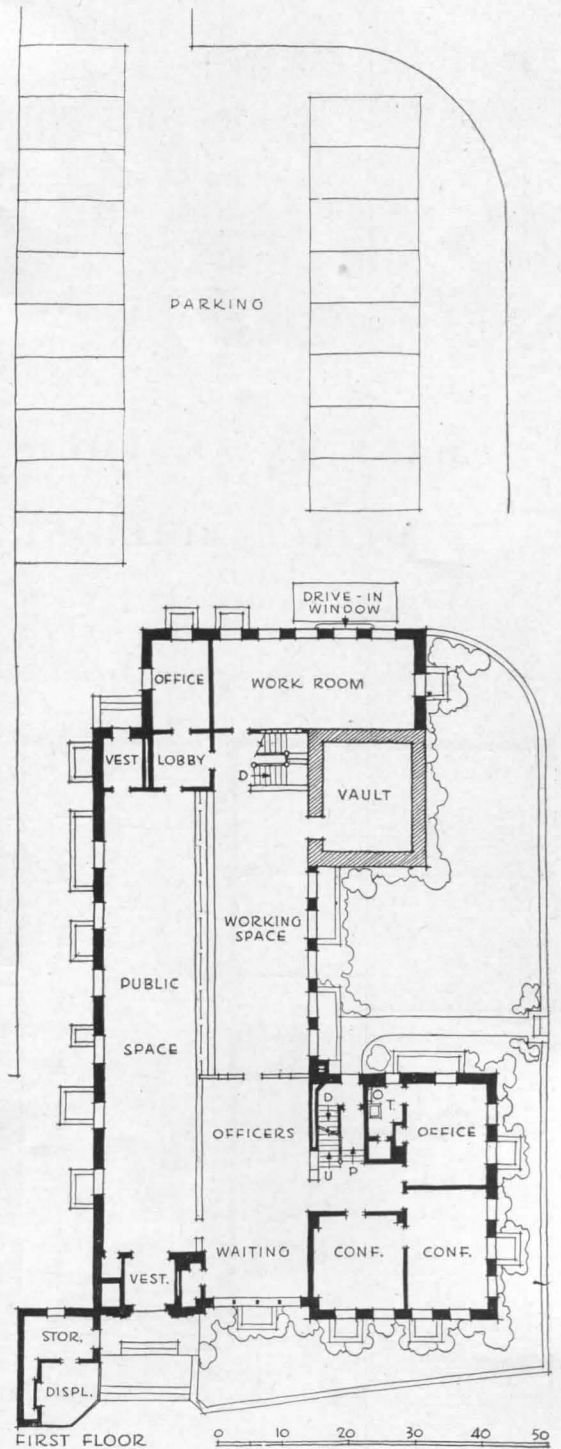 PARKING
DRIVE-IN
WINDOW
OFFICE
WORK ROOM
VEST
LOBBY
D
VAULT
WORKING
SPACE
PUBLIC
SPACE
OFFICERS
D
T.
OFFICE
U
P
WAITING
CONF.
CONF.
VEST.
STOR.
DISPL.
FIRST FLOOR
0 10 20 30 40 50